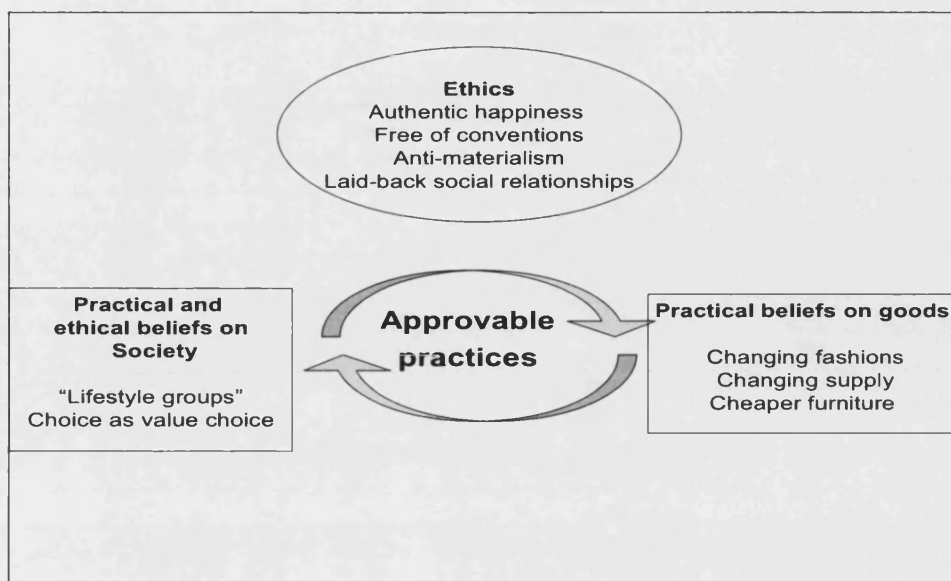 Ethics
Authentic happiness
Free of conventions
Anti-materialism
Laid-back social relationships
Practical and
ethical beliefs on
Society
"Lifestyle groups"
Choice as value choice
Approvable
practices
Practical beliefs on goods
Changing fashions
Changing supply
Cheaper furniture